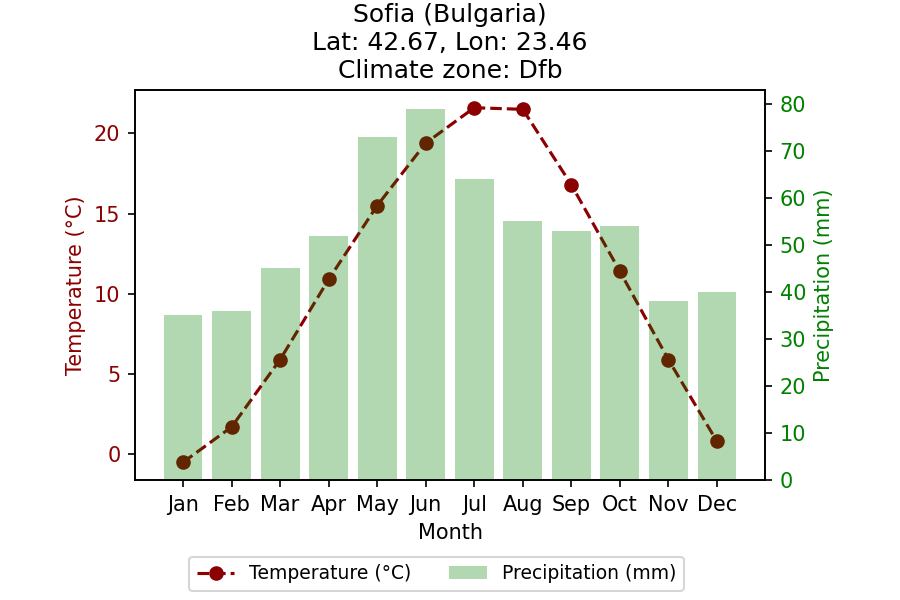 Sofia (Bulgaria)
Lat: 42.67, Lon: 23.46
Climate zone: Dfb
Temperature (°C)
20
15
10
5
0
80
70
60
50
40
30
20
10
0
Precipitation (mm)
Jan Feb Mar Apr May Jun Jul Aug Sep Oct Nov Dec
Month
Temperature (°C) Precipitation (mm)